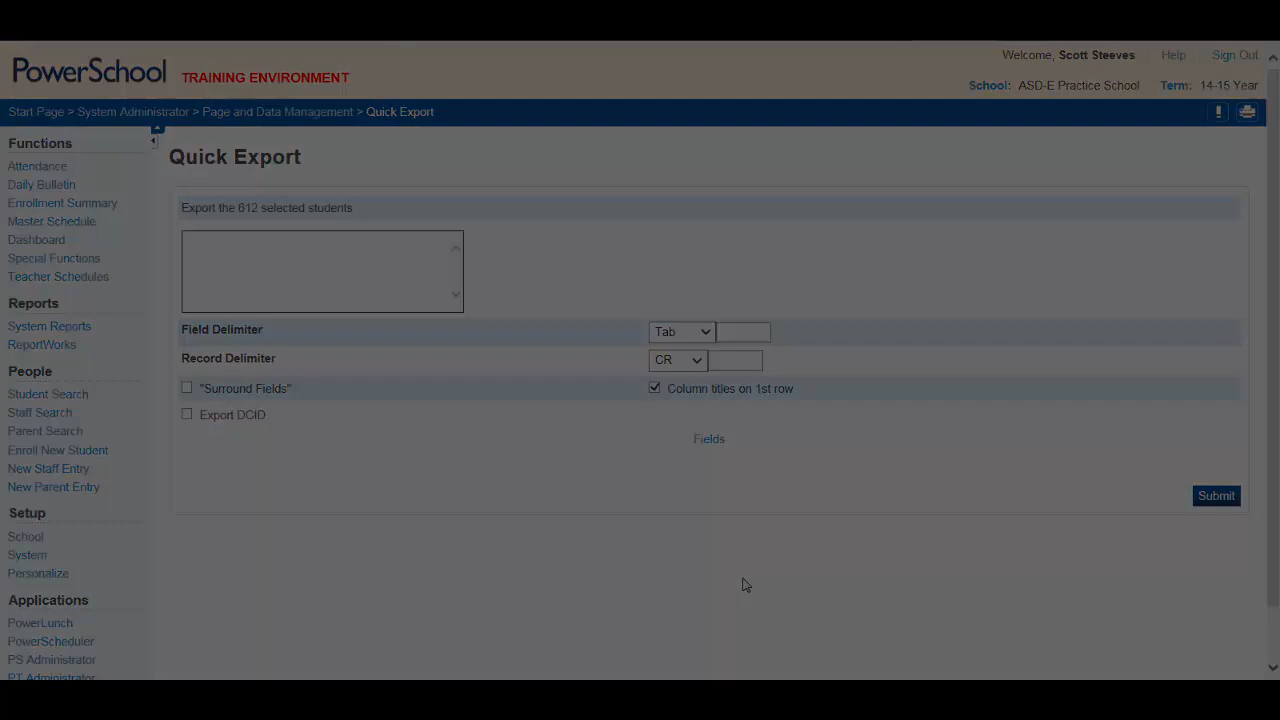 PowerSchool TRAINING ENVIRONMENT
Welcome, Scott Steeves Help Sign Out
School: ASD-E Practice School Term: 14-15 Year
Start Page > System Administrator > Page and Data Management > Quick Export
Functions
Attendance
Daily Bulletin
Enrollment Summary
Master Schedule
Dashboard
Special Functions
Teacher Schedules
Reports
System Reports
ReportWorks
People
Student Search
Staff Search
Parent Search
Enroll New Student
New Staff Entry
New Parent Entry
Setup
School
System
Personalize
Applications
PowerLunch
PowerScheduler
PS Administrator
PT Administrator
Quick Export
Export the 612 selected students
Field Delimiter Tab
Record Delimiter CR
"Surround Fields" Column titles on 1st row
Export DCID
Fields
Submit